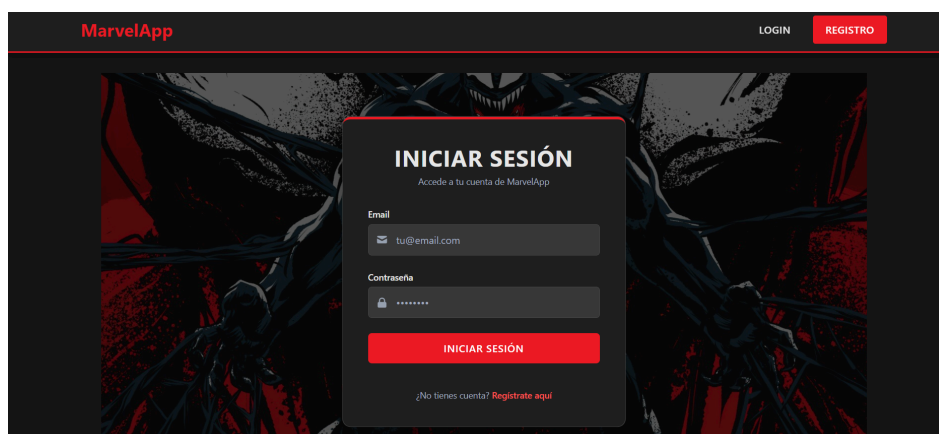 MarvelApp
LOGIN
REGISTRO
INICIAR SESIÓN
Accede a tu cuenta de MarvelApp
Email
tu@email.com
Contraseña
••••••••
INICIAR SESIÓN
¿No tienes cuenta? Regístrate aquí